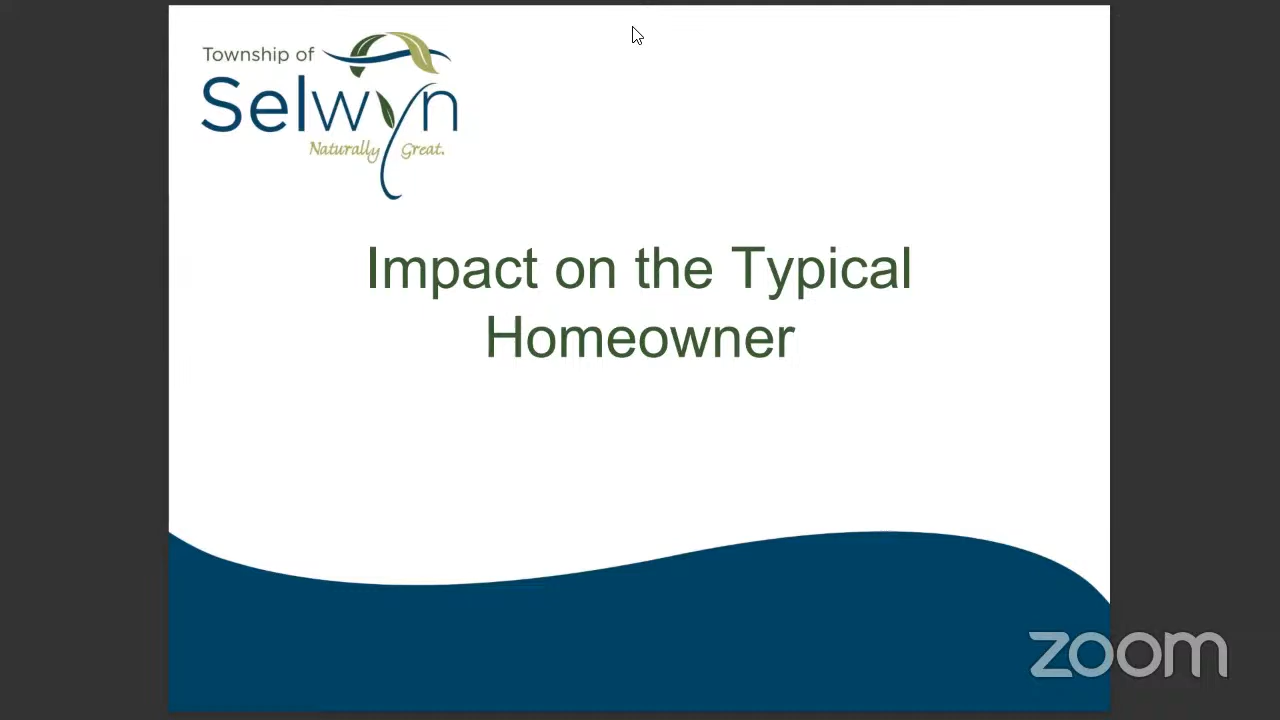 Township of
Selwyn
Naturally Great.
Impact on the Typical
Homeowner
zoom